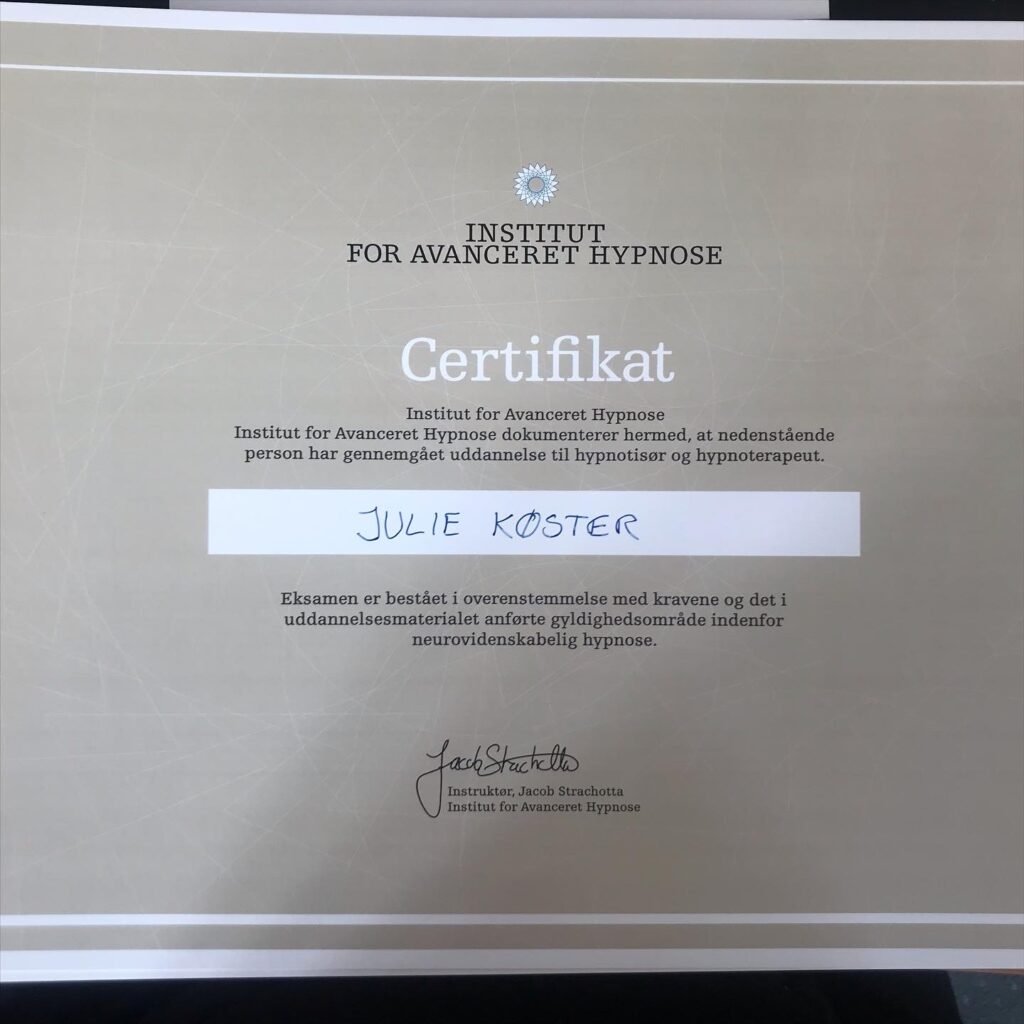 INSTITUT
FOR AVANCERET HYPNOSE
Certifikat
Institut for Avanceret Hypnose
Institut for Avanceret Hypnose dokumenterer hermed, at nedenstående
person har gennemgået uddannelse til hypnotisør og hypnoterapeut.
JULIE KØSTER
Eksamen er bestået i overenstemmelse med kravene og det i
uddannelsesmaterialet anførte gyldighedsområde indenfor
neurovidenskabelig hypnose.
Jacob Strachotta
Instruktør, Jacob Strachotta
Institut for Avanceret Hypnose